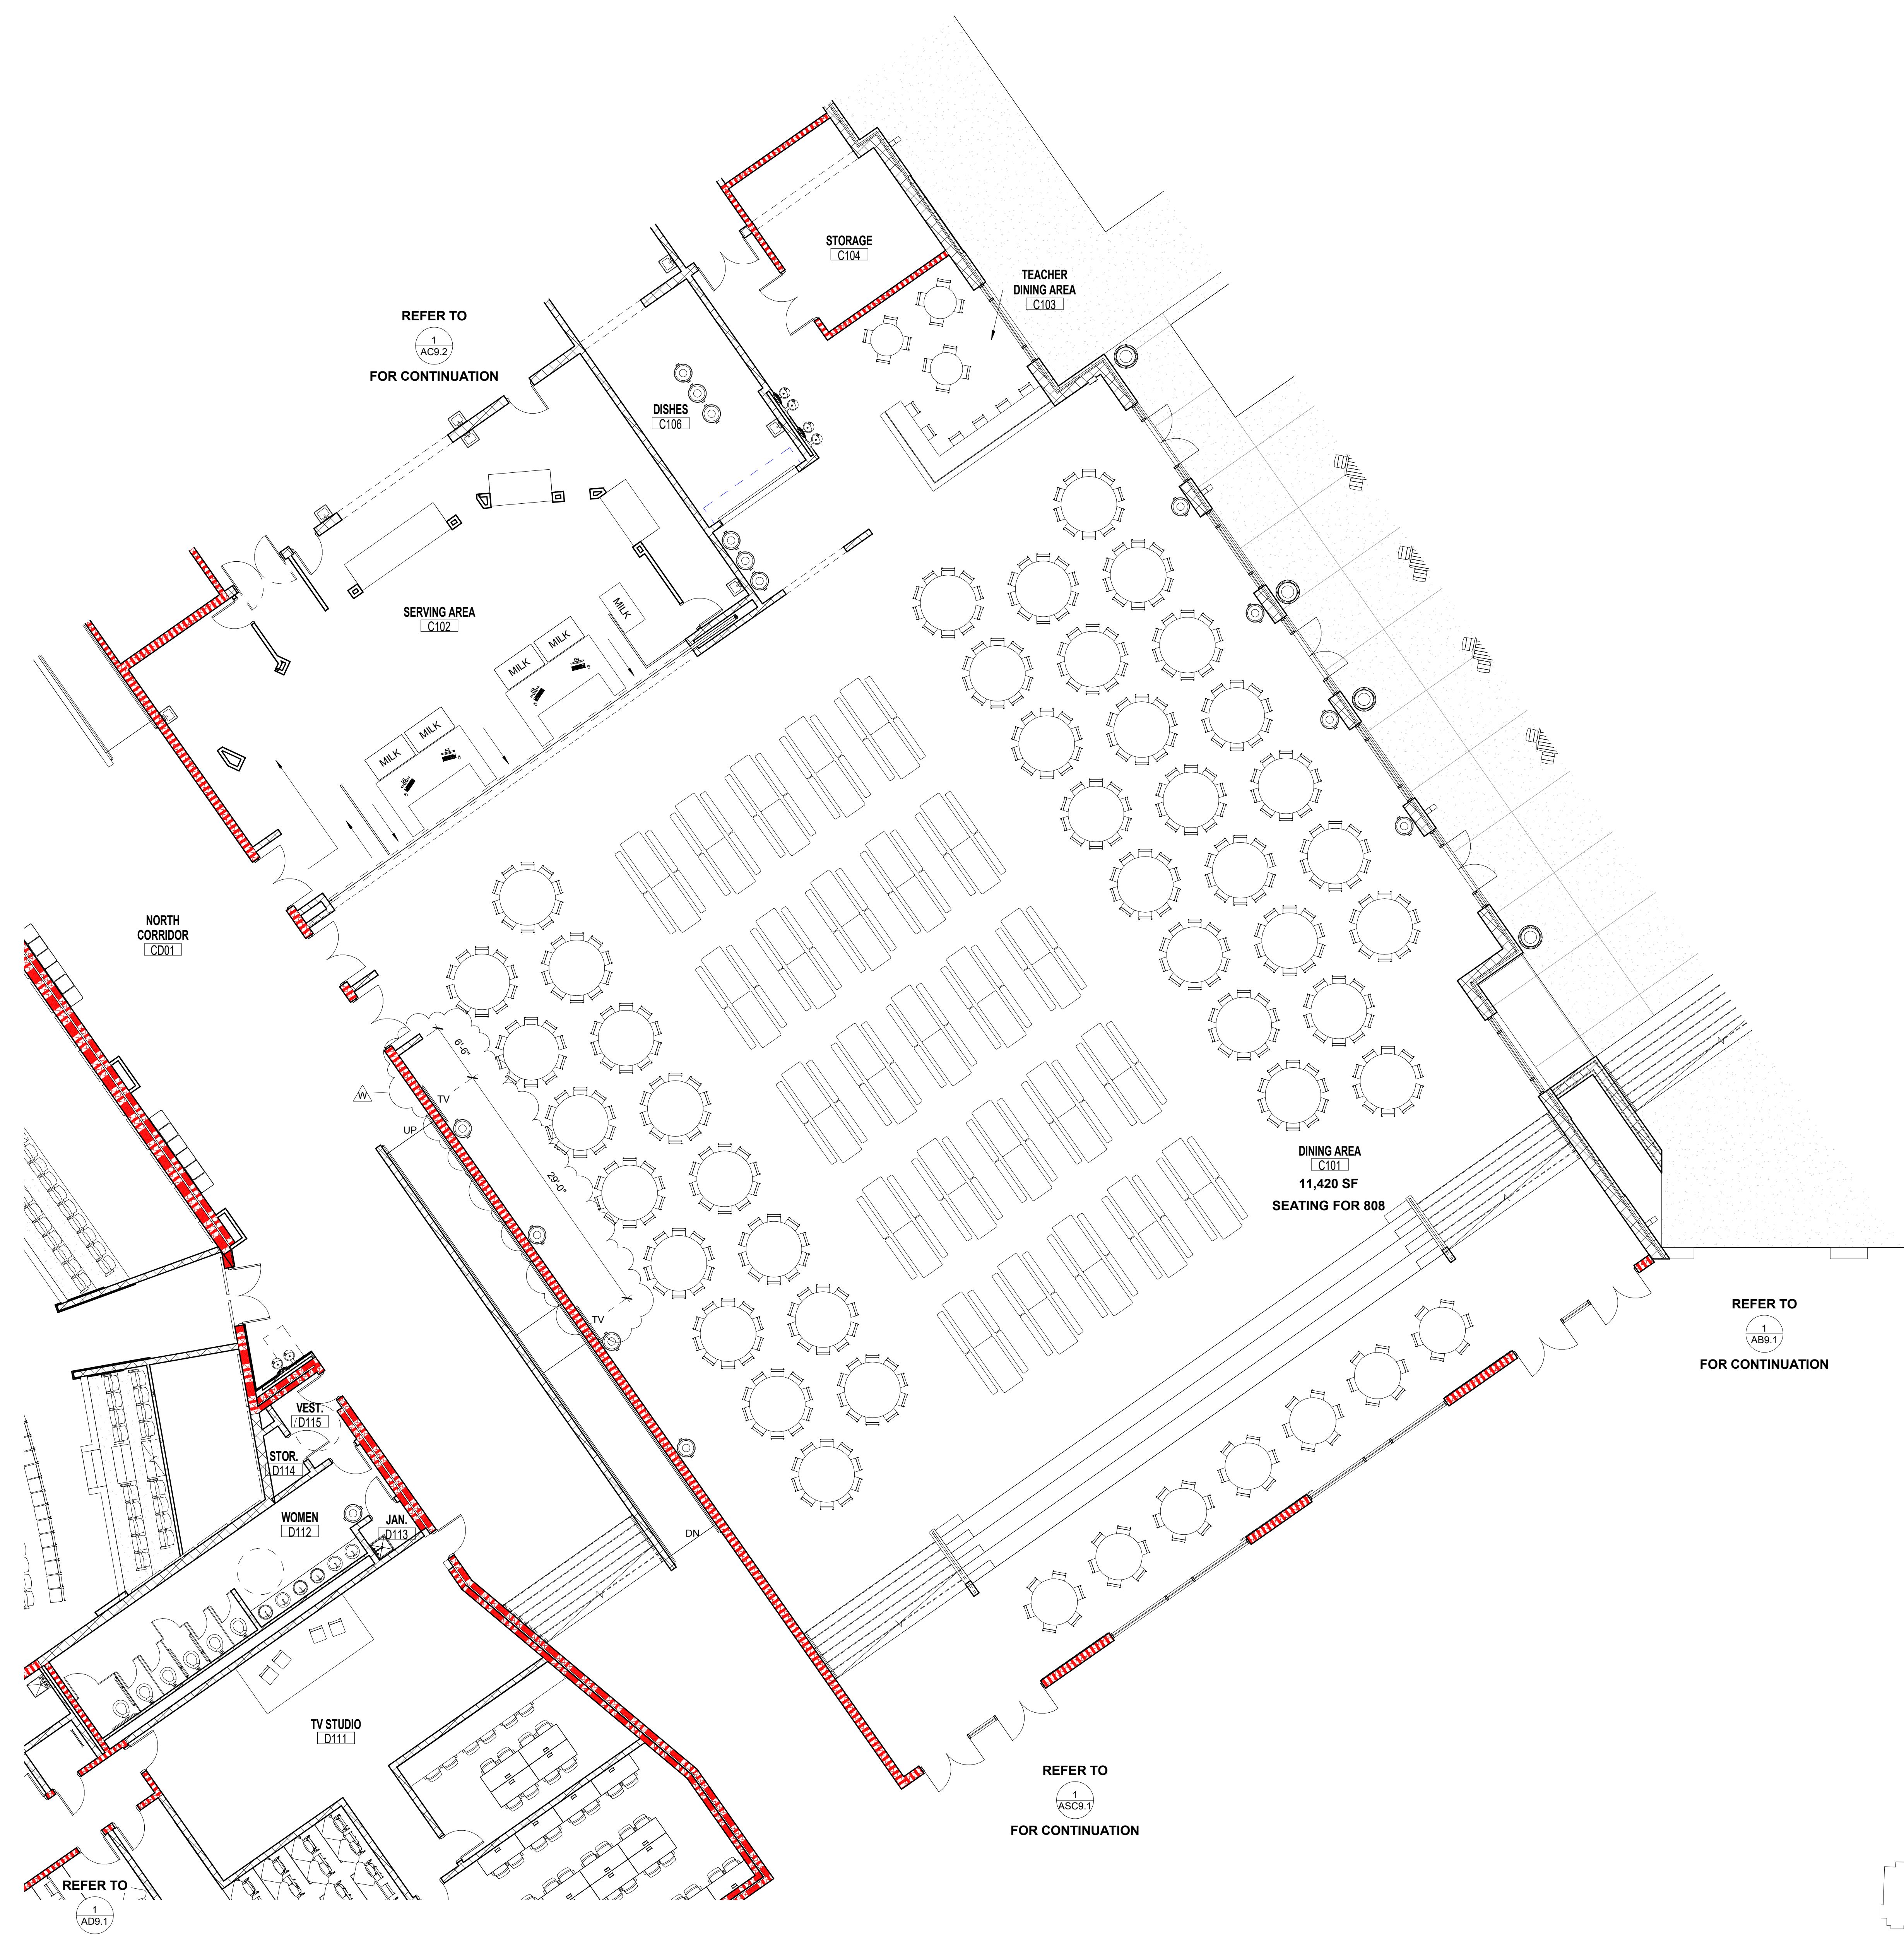 STORAGE
C104
TEACHER
DINING AREA
C103
REFER TO
1
AC9.2
FOR CONTINUATION
DISHES
C106
SERVING AREA
C102
MILK
MILK
MILK
MILK
MILK
NORTH
CORRIDOR
CD01
6'-6"
W
TV
UP
29'-0"
TV
DINING AREA
C101
11,420 SF
SEATING FOR 808
REFER TO
1
AB9.1
FOR CONTINUATION
VEST.
D115
STOR.
D114
WOMEN
D112
JAN.
D113
DN
TV STUDIO
D111
REFER TO
1
ASC9.1
FOR CONTINUATION
REFER TO
1
AD9.1